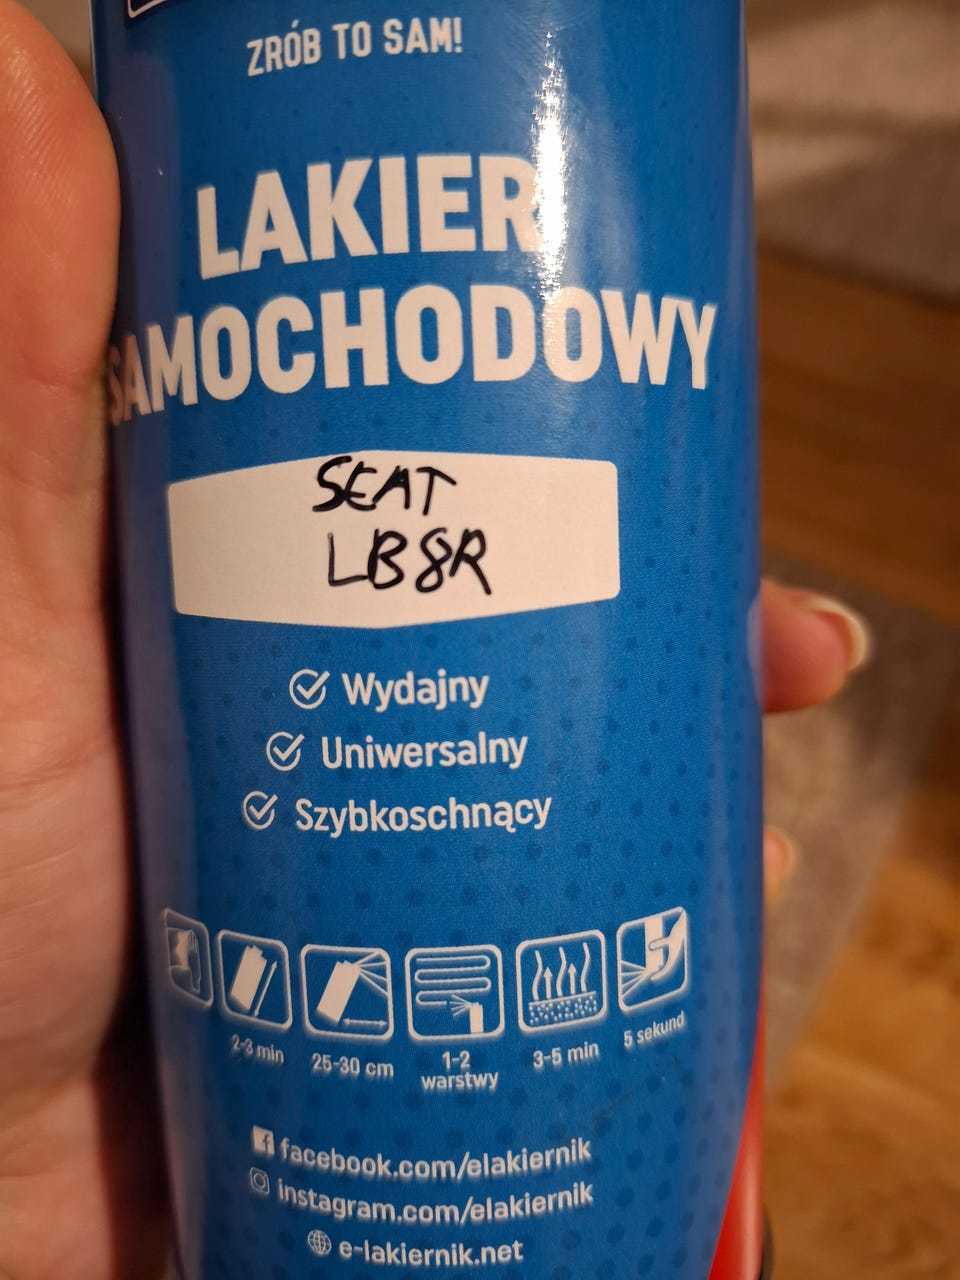 ZRÓB TO SAM!
LAKIER
SAMOCHODOWY
SEAT
LB8R
Wydajny
Uniwersalny
Szybkoschnący
2-3 min
25-30 cm
1-2
warstwy
3-5 min
5 sekund
facebook.com/elakiernik
instagram.com/elakiernik
e-lakiernik.net